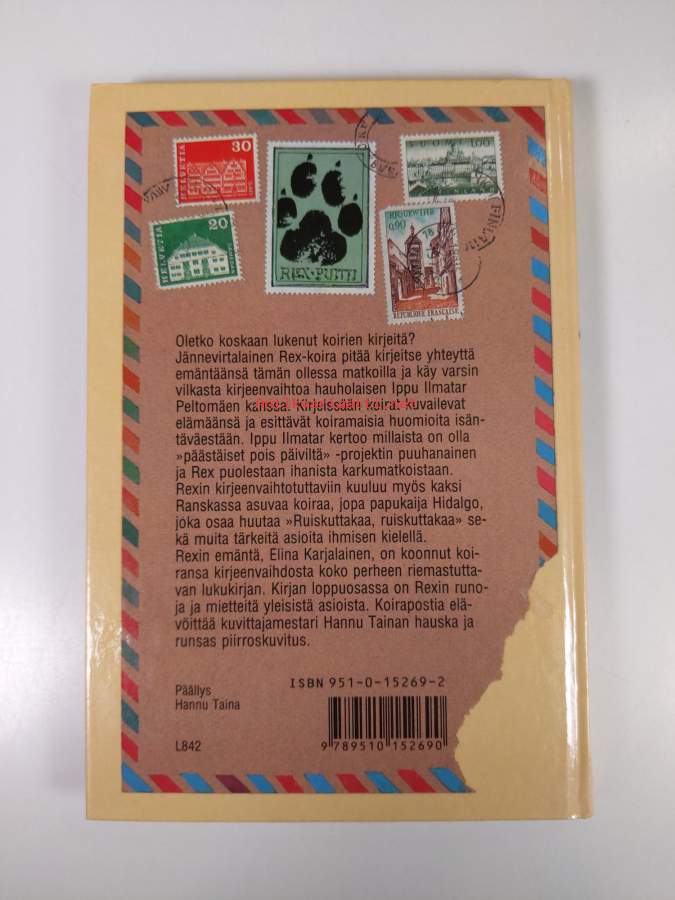 30
HELVETIA
20
HELVETIA
REX·PUTTI
SUOMI 1.00
RIQUEWIHR
0,90
REPUBLIQUE FRANÇAISE
FINLAND
Oletko koskaan lukenut koirien kirjeitä?
Jännevirtalainen Rex-koira pitää kirjeitse yhteyttä
emäntäänsä tämän ollessa matkoilla ja käy varsin
vilkasta kirjeenvaihtoa hauholaisen Ippu Ilmatar
Peltomäen kanssa. Kirjeissään koirat kuvailevat
elämäänsä ja esittävät koiramaisia huomioita isän-
täväestään. Ippu Ilmatar kertoo millaista on olla
»päästäiset pois päiviltä» -projektin puuhanainen
ja Rex puolestaan ihanista karkumatkoistaan.
Rexin kirjeenvaihtotuttaviin kuuluu myös kaksi
Ranskassa asuvaa koiraa, jopa papukaija Hidalgo,
joka osaa huutaa »Ruiskuttakaa, ruiskuttakaa» se-
kä muita tärkeitä asioita ihmisen kielellä.
Rexin emäntä, Elina Karjalainen, on koonnut koi-
ransa kirjeenvaihdosta koko perheen riemastutta-
van lukukirjan. Kirjan loppuosassa on Rexin runo-
ja ja mietteitä yleisistä asioista. Koirapostia elä-
vöittää kuvittajamestari Hannu Tainan hauska ja
runsas piirroskuvitus.
ISBN 951-0-15269-2
Päällys
Hannu Taina
L842
9 789510 152690